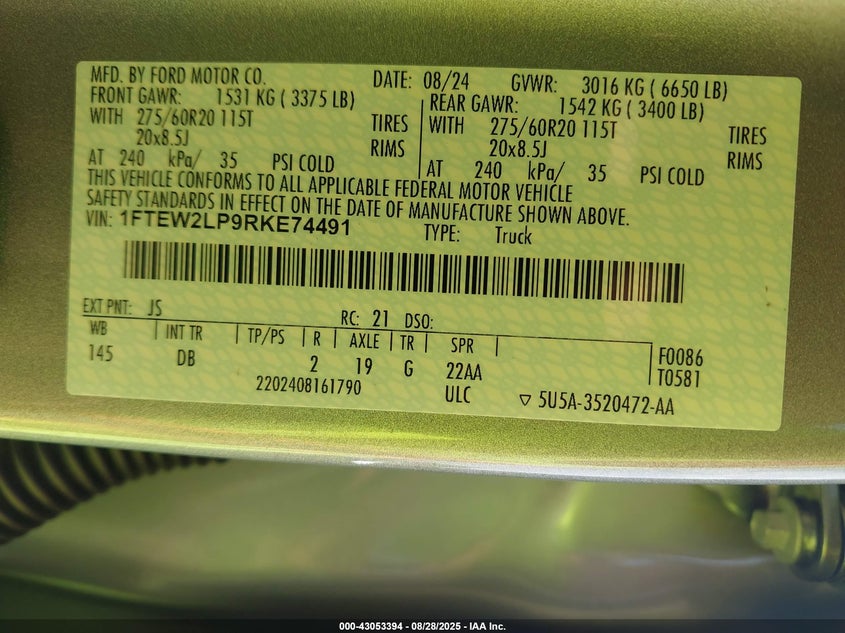 MFD. BY FORD MOTOR CO. DATE: 08/24 GVWR: 3016 KG ( 6650 LB)
FRONT GAWR: 1531 KG ( 3375 LB) REAR GAWR: 1542 KG ( 3400 LB)
WITH 275/60R20 115T TIRES WITH 275/60R20 115T TIRES
20x8.5J RIMS 20x8.5J RIMS
AT 240 kPa/ 35 PSI COLD AT 240 kPa/ 35 PSI COLD
THIS VEHICLE CONFORMS TO ALL APPLICABLE FEDERAL MOTOR VEHICLE
SAFETY STANDARDS IN EFFECT ON THE DATE OF MANUFACTURE SHOWN ABOVE.
VIN: 1FTEW2LP9RKE74491 TYPE: Truck
EXT PNT: JS RC: 21 DSO:
WB INT TR TP/PS R AXLE TR SPR
145 DB 2 19 G 22AA
F0086
T0581
2202408161790 ULC ▽ 5U5A-3520472-AA
000-43053394 - 08/28/2025 - IAA Inc.